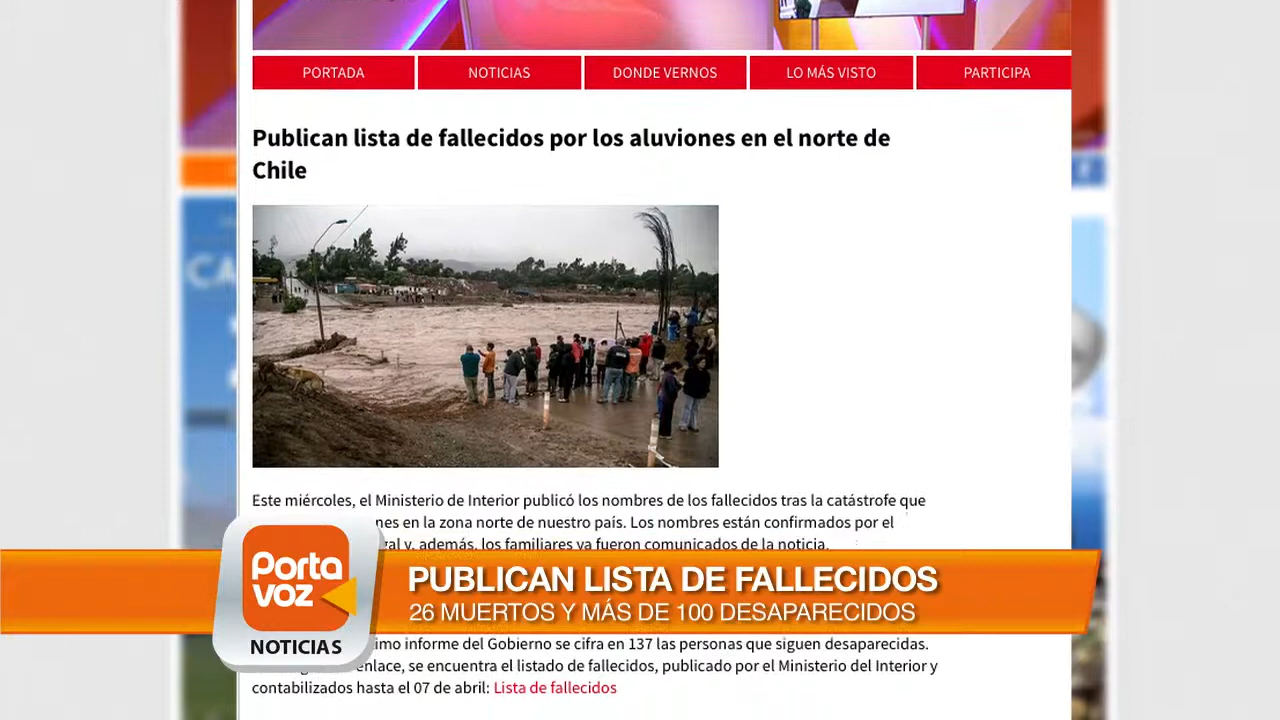 PORTADA
NOTICIAS
DONDE VERNOS
LO MÁS VISTO
PARTICIPA
Publican lista de fallecidos por los aluviones en el norte de
Chile
Este miércoles, el Ministerio de Interior publicó los nombres de los fallecidos tras la catástrofe que
en la zona norte de nuestro país. Los nombres están confirmados por el
y, además, los familiares ya fueron comunicados de la noticia.
Porta
voz
NOTICIAS
PUBLICAN LISTA DE FALLECIDOS
26 MUERTOS Y MÁS DE 100 DESAPARECIDOS
informe del Gobierno se cifra en 137 las personas que siguen desaparecidas.
enlace, se encuentra el listado de fallecidos, publicado por el Ministerio del Interior y
contabilizados hasta el 07 de abril: Lista de fallecidos